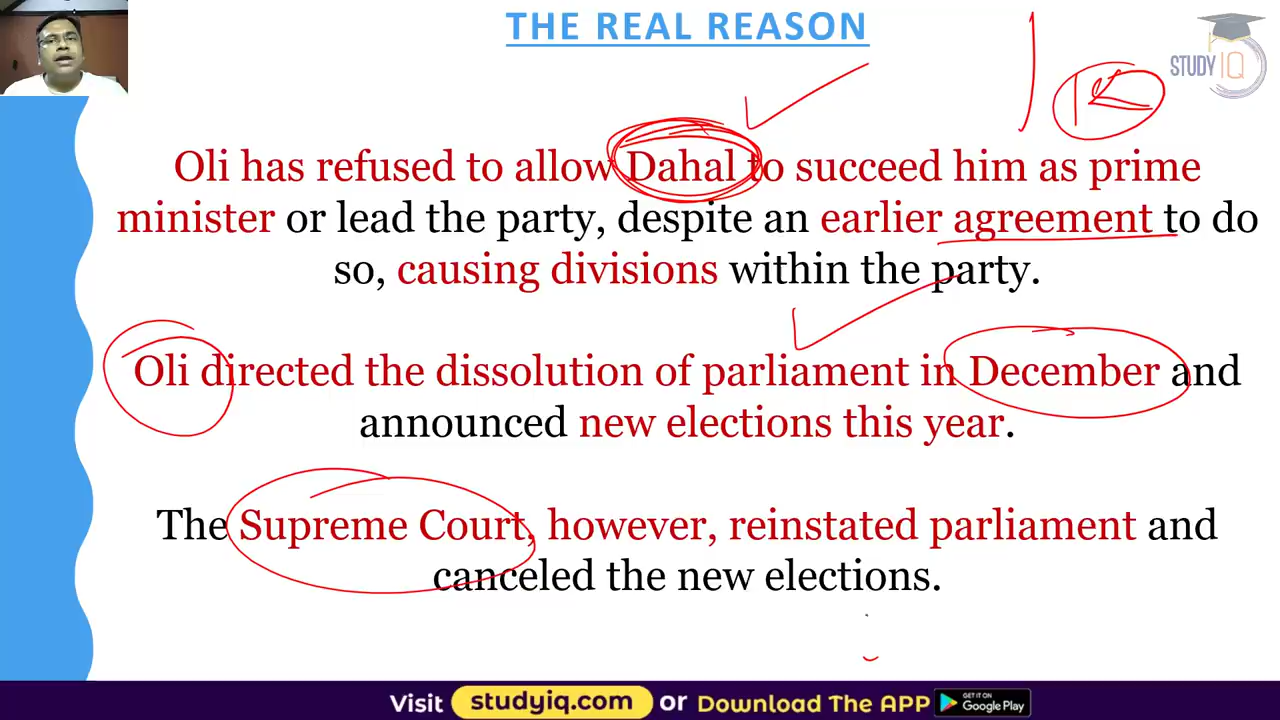 THE REAL REASON
STUDY IQ
Oli has refused to allow Dahal to succeed him as prime
minister or lead the party, despite an earlier agreement to do
so, causing divisions within the party.
Oli directed the dissolution of parliament in December and
announced new elections this year.
The Supreme Court, however, reinstated parliament and
canceled the new elections.
Visit studyiq.com or Download The APP GET IT ON Google Play